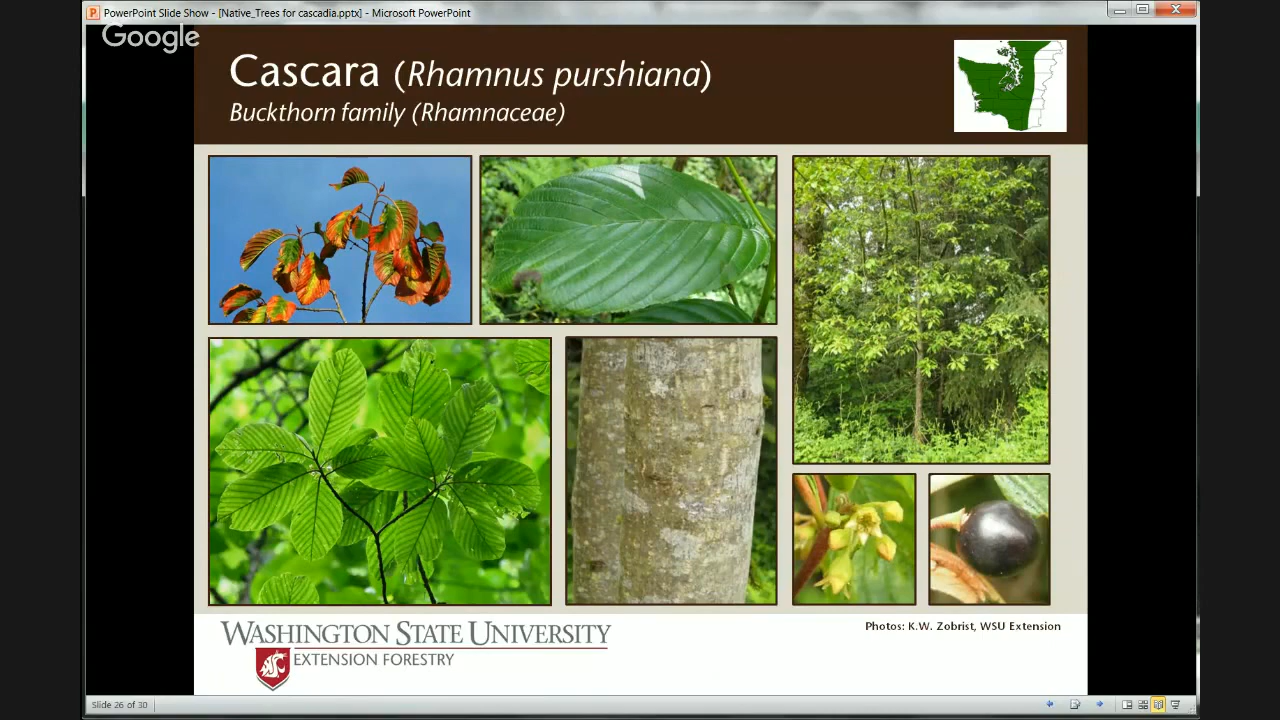 PowerPoint Slide Show - [Native_Trees for cascadia.pptx] - Microsoft PowerPoint
Google
Cascara (Rhamnus purshiana)
Buckthorn family (Rhamnaceae)
Photos: K.W. Zobrist, WSU Extension
WASHINGTON STATE UNIVERSITY
EXTENSION FORESTRY
Slide 26 of 30